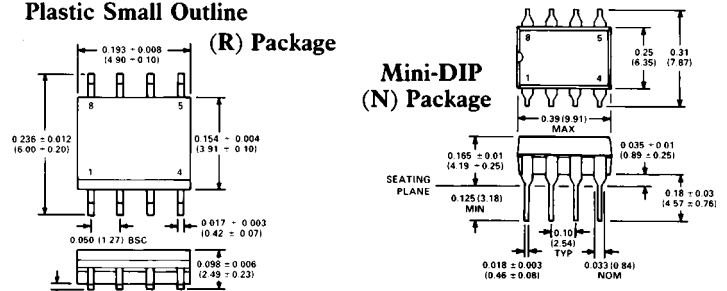 Plastic Small Outline
(R) Package
0.193 ± 0.008
(4.90 ± 0.10)
8 5
0.236 ± 0.012
(6.00 ± 0.20)
0.154 ± 0.004
(3.91 ± 0.10)
1 4
0.017 ± 0.003
(0.42 ± 0.07)
0.050 (1.27) BSC
0.098 ± 0.006
(2.49 ± 0.23)
Mini-DIP
(N) Package
8 5
0.25
(6.35)
0.31
(7.87)
1 4
0.39 (9.91)
MAX
0.165 ± 0.01
(4.19 ± 0.25)
0.035 ± 0.01
(0.89 ± 0.25)
SEATING
PLANE
0.18 ± 0.03
(4.57 ± 0.76)
0.125 (3.18)
MIN
0.10
(2.54)
TYP
0.018 ± 0.003
(0.46 ± 0.08)
0.033 (0.84)
NOM